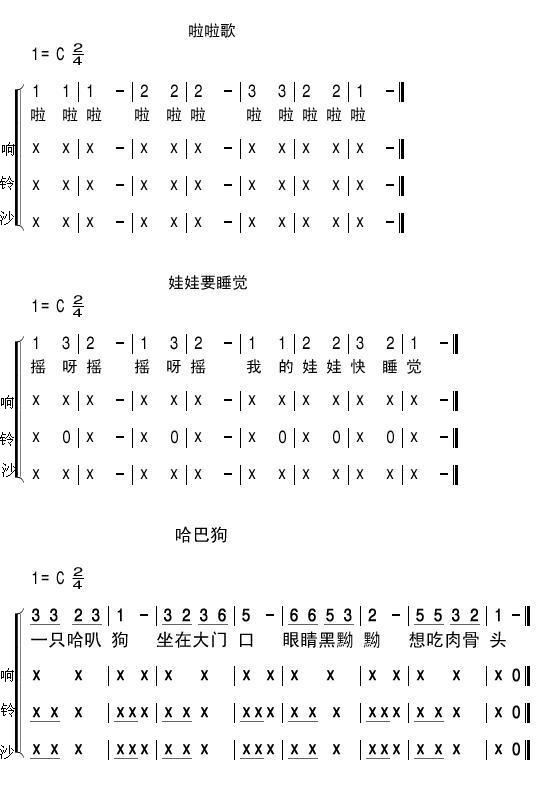 啦啦歌
1= C 2/4
1 1 | 1 - | 2 2 | 2 - | 3 3 | 2 2 | 1 - ‖
啦 啦 啦 啦 啦 啦 啦 啦 啦 啦 啦
响 x x | x - | x x | x - | x x | x x | x - ‖
铃 x x | x - | x x | x - | x x | x x | x - ‖
沙 x x | x - | x x | x - | x x | x x | x - ‖
娃娃要睡觉
1= C 2/4
1 3 | 2 - | 1 3 | 2 - | 1 1 | 2 2 | 3 2 | 1 - ‖
摇 呀 摇 摇 呀 摇 我 的 娃 娃 快 睡 觉
响 x x | x - | x x | x - | x x | x x | x x | x - ‖
铃 x 0 | x - | x 0 | x - | x 0 | x 0 | x 0 | x - ‖
沙 x x | x - | x x | x - | x x | x x | x x | x - ‖
哈巴狗
1= C 2/4
3 3 2 3 | 1 - | 3 2 3 6 | 5 - | 6 6 5 3 | 2 - | 5 5 3 2 | 1 - ‖
一只哈叭 狗 坐在大门 口 眼睛黑黝 黝 想吃肉骨 头
响 x x | x x | x x | x x | x x | x x | x x | x 0 ‖
铃 x x x | x x x | x x x | x x x | x x x | x x x | x x x | x 0 ‖
沙 x x x | x x x | x x x | x x x | x x x | x x x | x x x | x 0 ‖